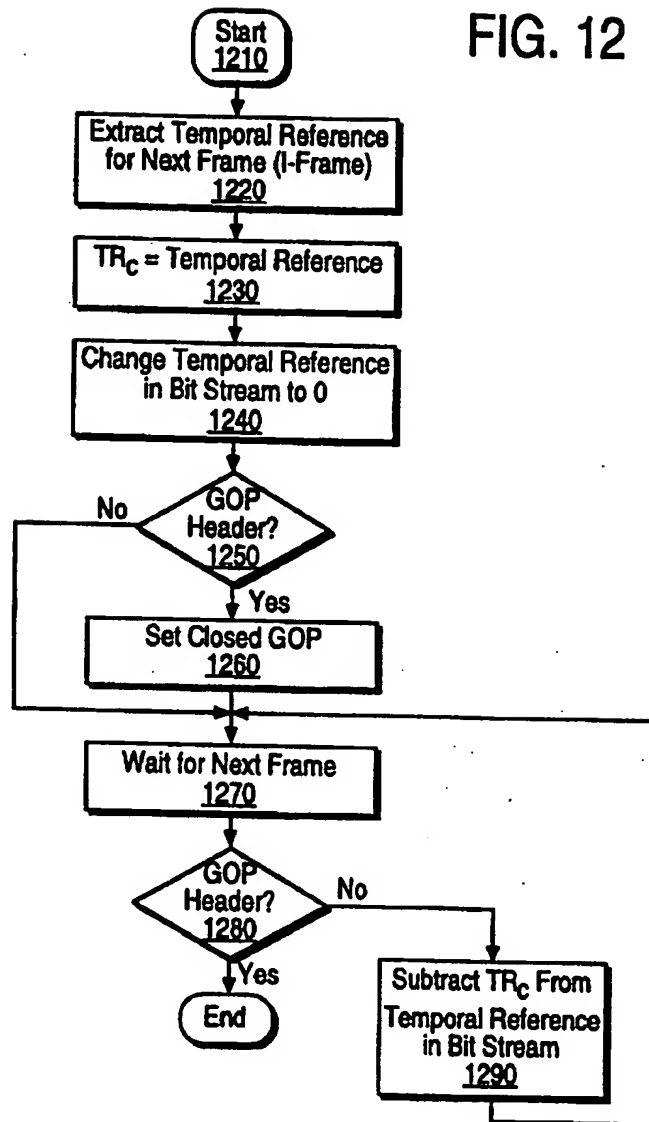 FIG. 12
Start
1210
Extract Temporal Reference
for Next Frame (I-Frame)
1220
TRC = Temporal Reference
1230
Change Temporal Reference
in Bit Stream to 0
1240
No
GOP
Header?
1250
Yes
Set Closed GOP
1260
Wait for Next Frame
1270
GOP
Header?
1280
No
Yes
End
Subtract TRC From
Temporal Reference
in Bit Stream
1290